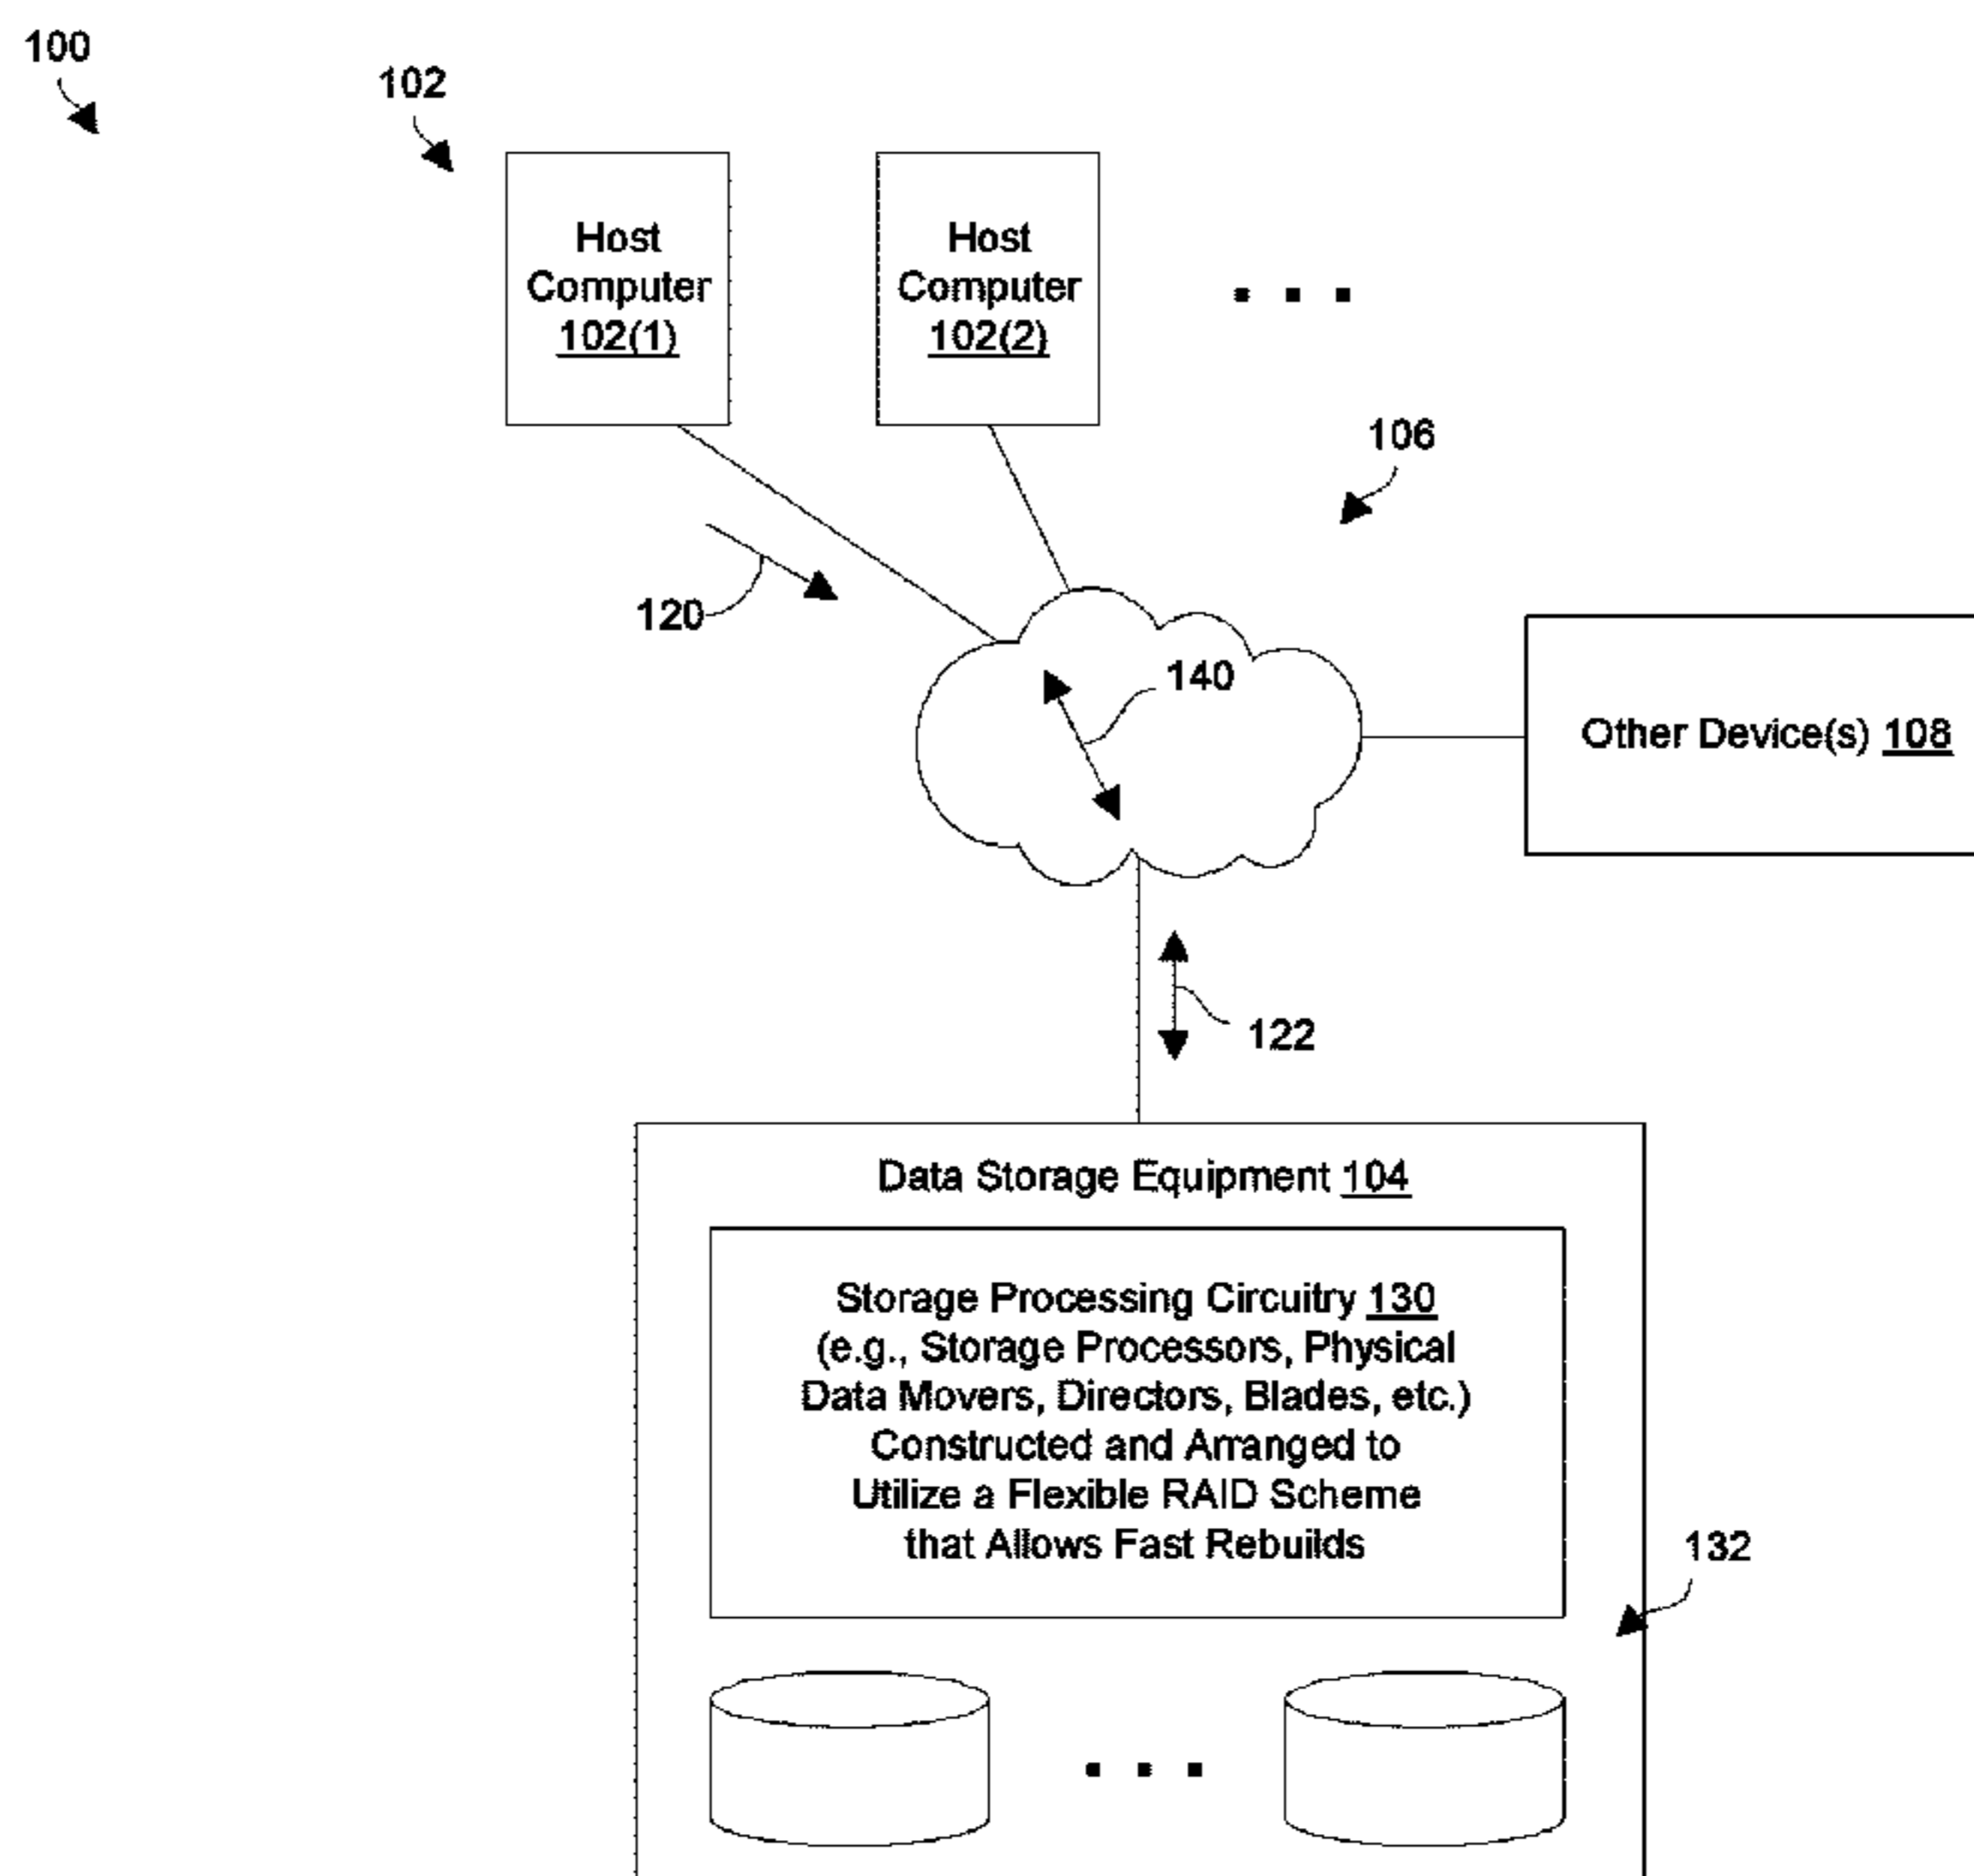 100
102
Host
Computer
102(1)
Host
Computer
102(2)
106
120
140
Other Device(s) 108
122
Data Storage Equipment 104
Storage Processing Circuitry 130
(e.g., Storage Processors, Physical
Data Movers, Directors, Blades, etc.)
Constructed and Arranged to
Utilize a Flexible RAID Scheme
that Allows Fast Rebuilds
132